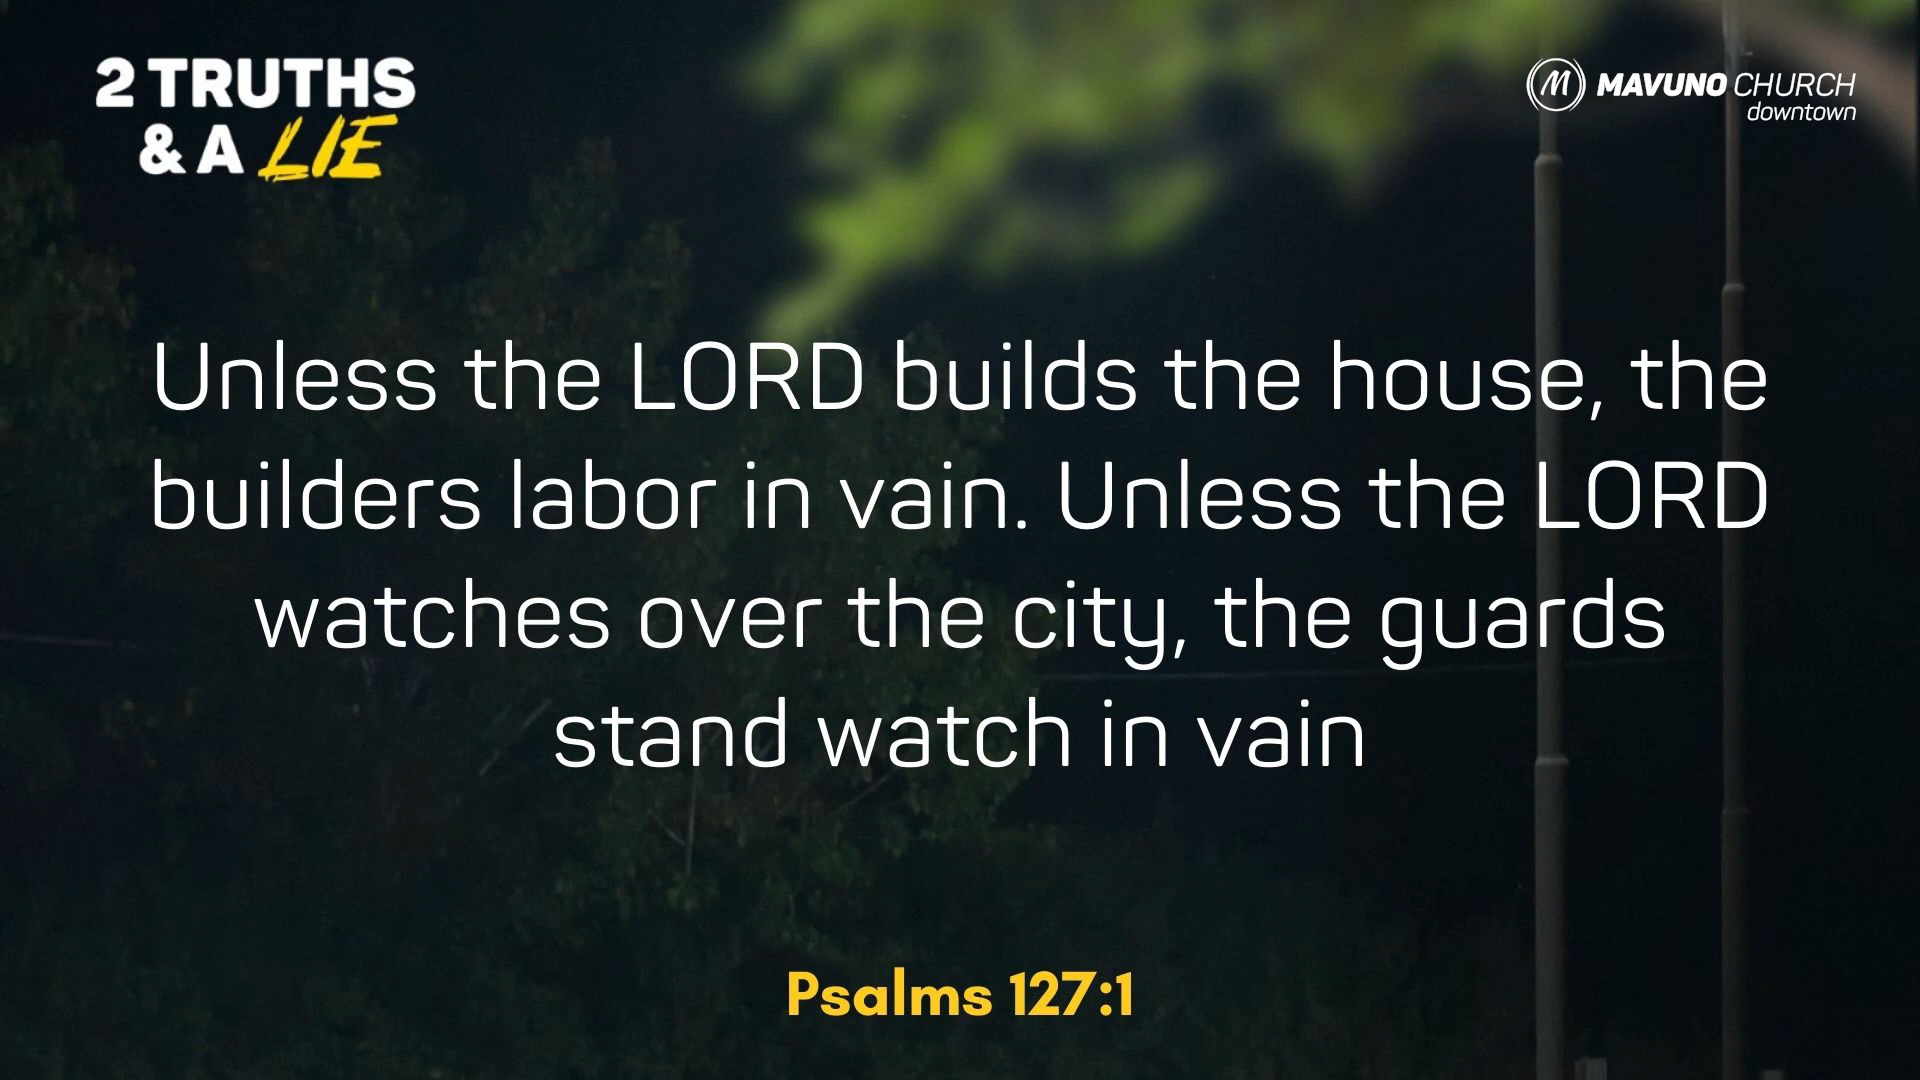 2 TRUTHS
& A LIE
M MAVUNO CHURCH
downtown
Unless the LORD builds the house, the
builders labor in vain. Unless the LORD
watches over the city, the guards
stand watch in vain
Psalms 127:1